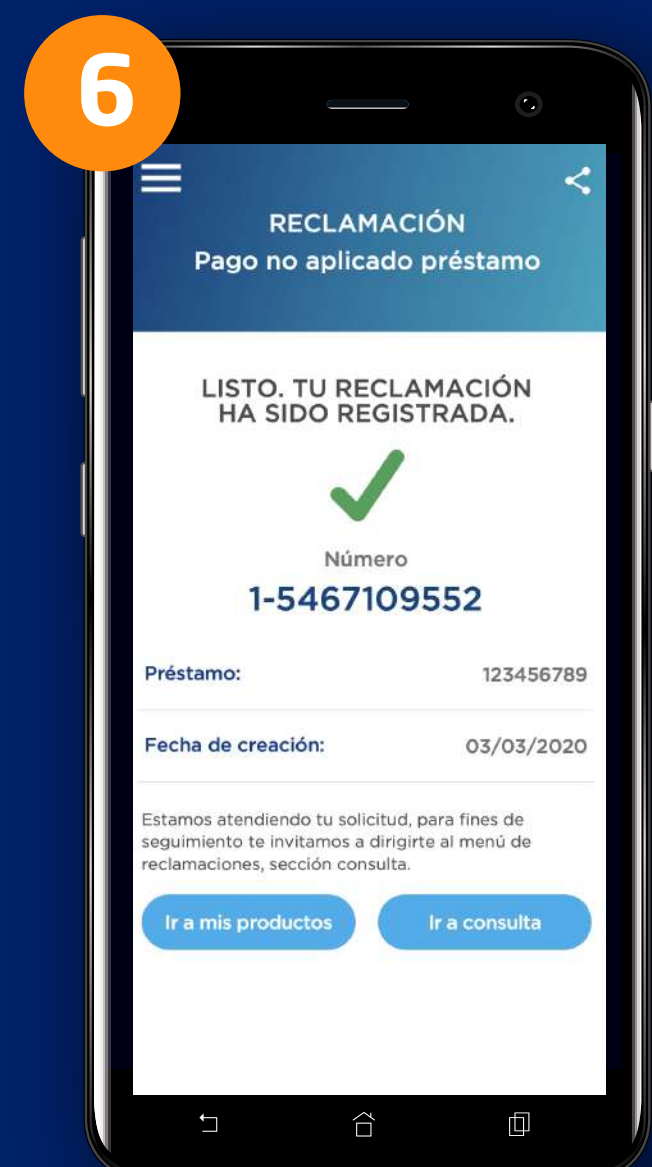 6
RECLAMACIÓN
Pago no aplicado préstamo
LISTO. TU RECLAMACIÓN
HA SIDO REGISTRADA.
Número
1-5467109552
Préstamo: 123456789
Fecha de creación: 03/03/2020
Estamos atendiendo tu solicitud, para fines de
seguimiento te invitamos a dirigirte al menú de
reclamaciones, sección consulta.
Ir a mis productos Ir a consulta